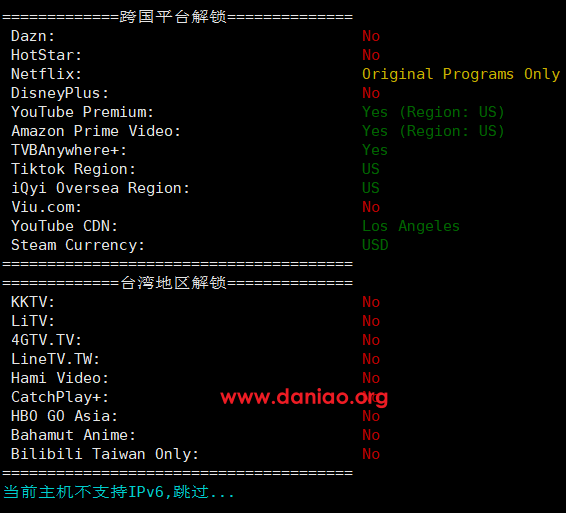 =============跨国平台解锁==============
Dazn: No
HotStar: No
Netflix: Original Programs Only
DisneyPlus: No
YouTube Premium: Yes (Region: US)
Amazon Prime Video: Yes (Region: US)
TVBAnywhere+: Yes
Tiktok Region: US
iQyi Oversea Region: US
Viu.com: No
YouTube CDN: Los Angeles
Steam Currency: USD
=======================================
=============台湾地区解锁==============
KKTV: No
LiTV: No
4GTV.TV: No
LineTV.TW: No
Hami Video: No
CatchPlay+: No
www.daniao.org
HBO GO Asia: No
Bahamut Anime: No
Bilibili Taiwan Only: No
=======================================
当前主机不支持IPv6,跳过...